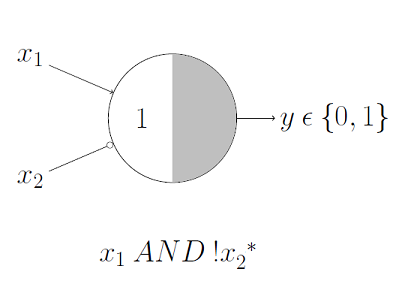 x₁
1
y ϵ {0, 1}
x₂
x₁ AND !x₂*